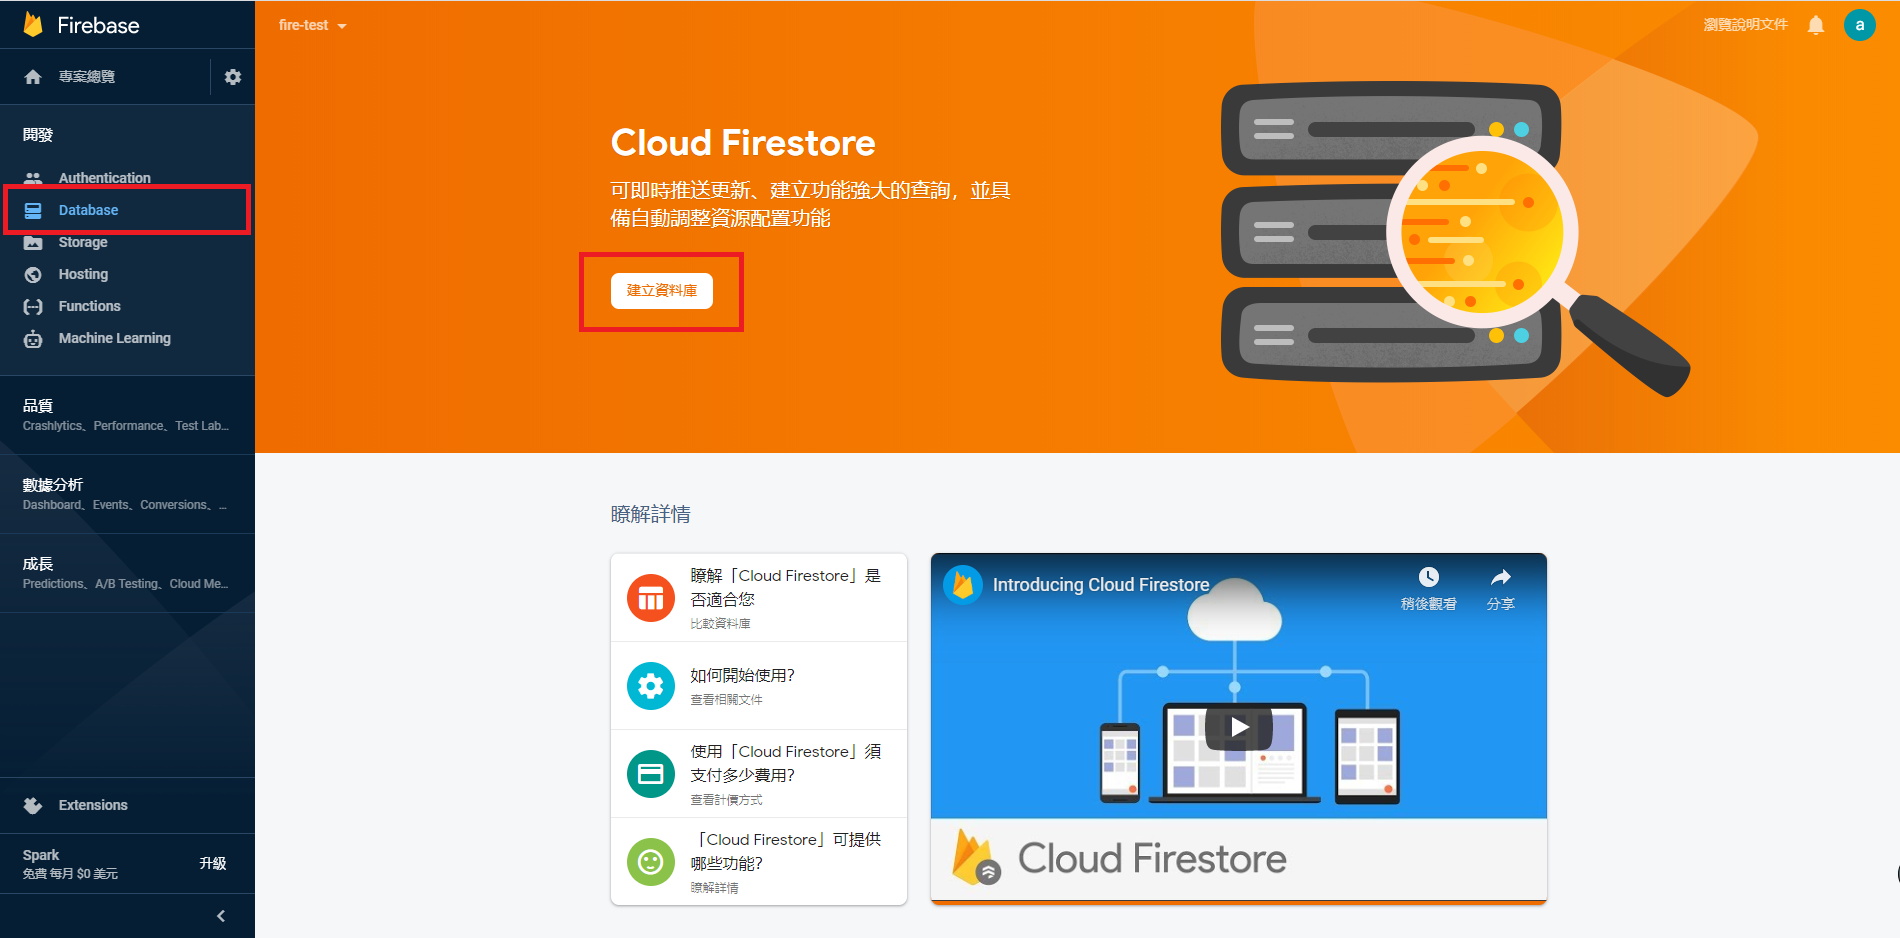 Firebase
專案總覽
開發
Authentication
Database
Storage
Hosting
Functions
Machine Learning
品質
Crashlytics、Performance、Test Lab...
數據分析
Dashboard、Events、Conversions、...
成長
Predictions、A/B Testing、Cloud Me...
Extensions
Spark
免費 每月 $0 美元
升級
fire-test
瀏覽說明文件
a
Cloud Firestore
可即時推送更新、建立功能強大的查詢，並具
備自動調整資源配置功能
建立資料庫
瞭解詳情
瞭解「Cloud Firestore」是
否適合您
比較資料庫
如何開始使用?
查看相關文件
使用「Cloud Firestore」須
支付多少費用?
查看計價方式
「Cloud Firestore」可提供
哪些功能?
瞭解詳情
Introducing Cloud Firestore
稍後觀看
分享
Cloud Firestore